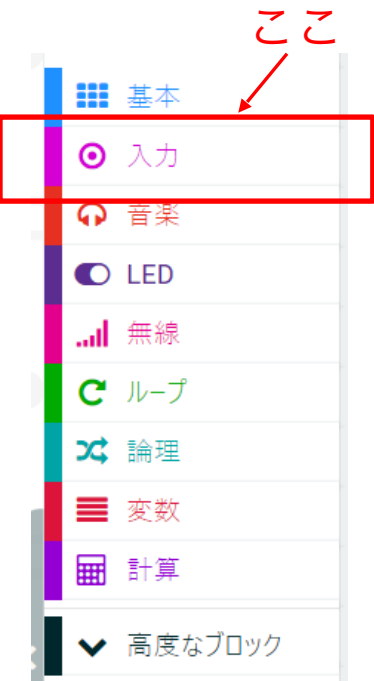 ここ
基本
入力
音楽
LED
無線
ループ
論理
変数
計算
高度なブロック